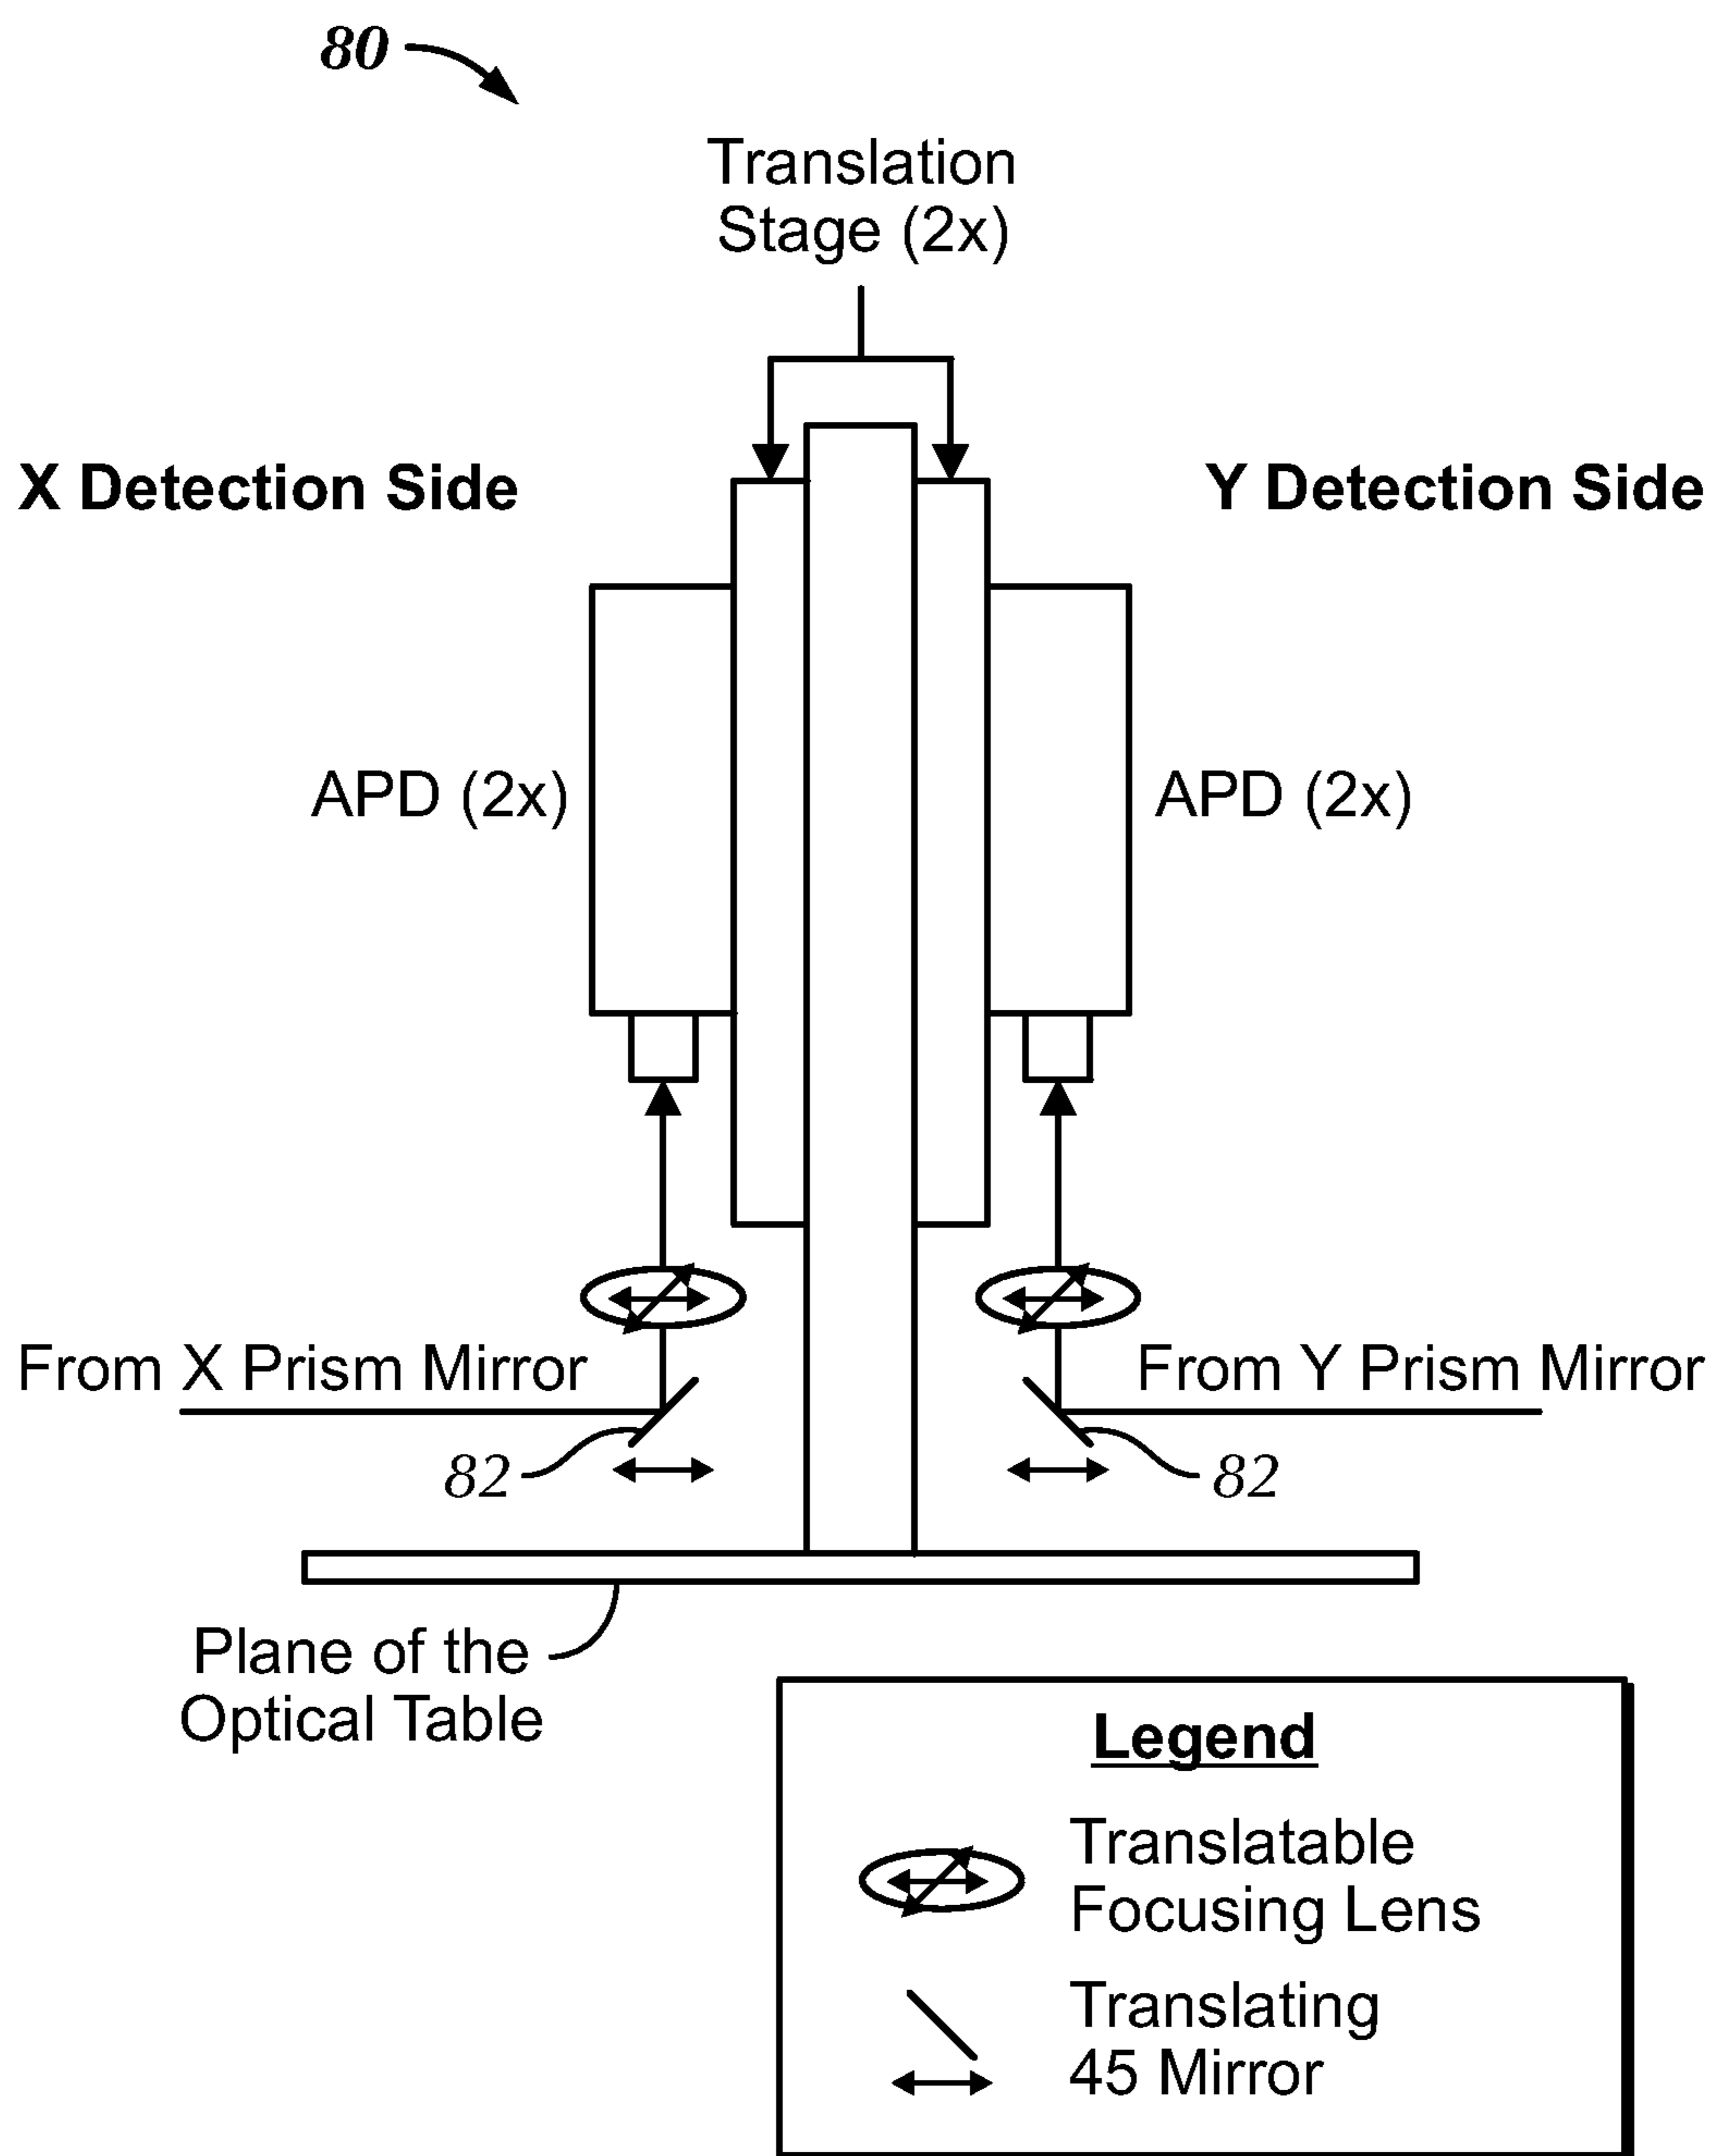 80
Translation
Stage (2x)
X Detection Side
Y Detection Side
APD (2x)
APD (2x)
From X Prism Mirror
From Y Prism Mirror
82
82
Plane of the
Optical Table
Legend
Translatable
Focusing Lens
Translating
45 Mirror